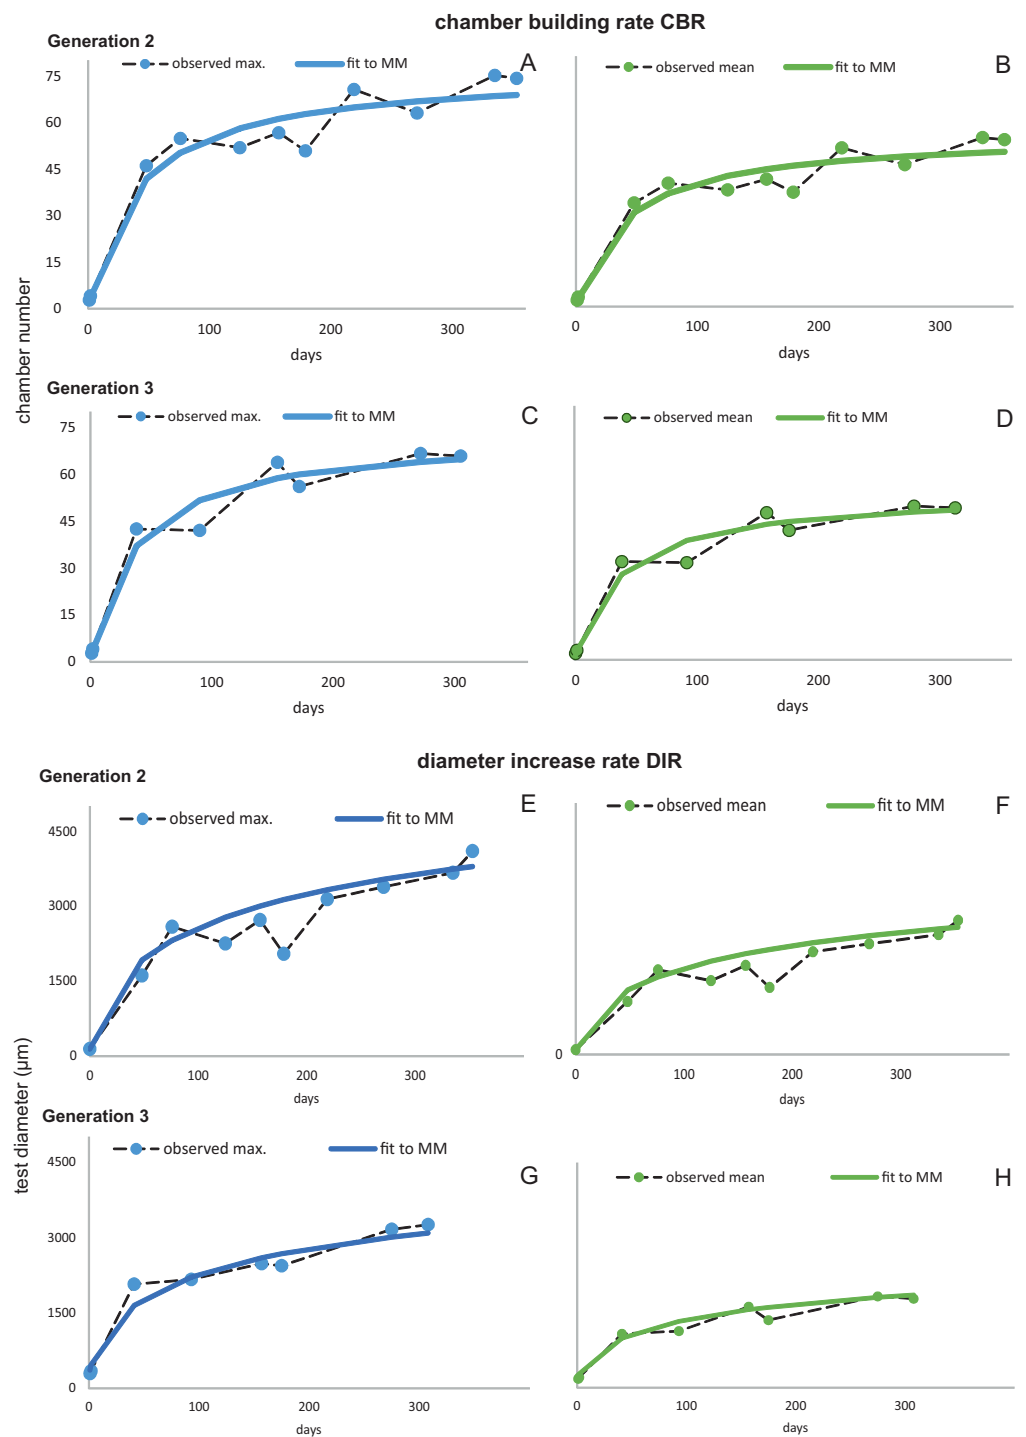 chamber building rate CBR
Generation 2
observed max. fit to MM A
75
60
45
30
15
0
0 100 200 300
days
observed mean fit to MM B
0 100 200 300
days
chamber number
Generation 3
observed max. fit to MM C
75
60
45
30
15
0
0 100 200 300
days
observed mean fit to MM D
0 100 200 300
days
diameter increase rate DIR
Generation 2
observed max. fit to MM E
4500
3000
1500
0
0 100 200 300
days
observed mean fit to MM F
0
0 100 200 300
days
test diameter (µm)
Generation 3
observed max. fit to MM G
4500
3000
1500
0
0 100 200 300
days
observed mean fit to MM H
0 100 200 300
days